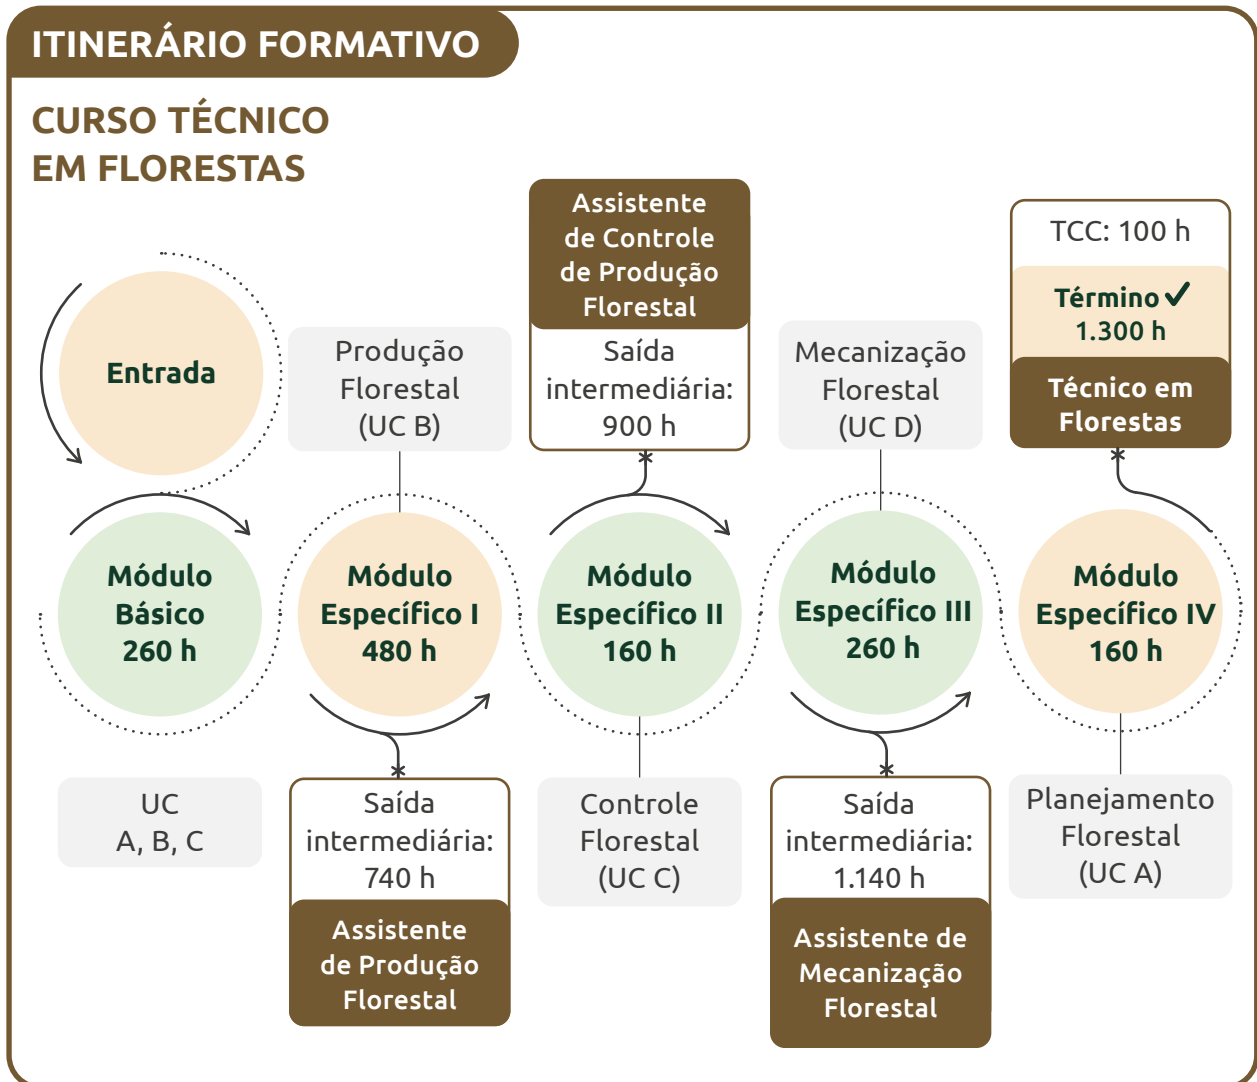 ITINERÁRIO FORMATIVO
CURSO TÉCNICO
EM FLORESTAS
Entrada
Módulo
Básico
260 h
UC
A, B, C
Produção
Florestal
(UC B)
Módulo
Específico I
480 h
Saída
intermediária:
740 h
Assistente
de Produção
Florestal
Assistente
de Controle
de Produção
Florestal
Saída
intermediária:
900 h
Módulo
Específico II
160 h
Controle
Florestal
(UC C)
Mecanização
Florestal
(UC D)
Módulo
Específico III
260 h
Saída
intermediária:
1.140 h
Assistente de
Mecanização
Florestal
TCC: 100 h
Término ✓
1.300 h
Técnico em
Florestas
Módulo
Específico IV
160 h
Planejamento
Florestal
(UC A)